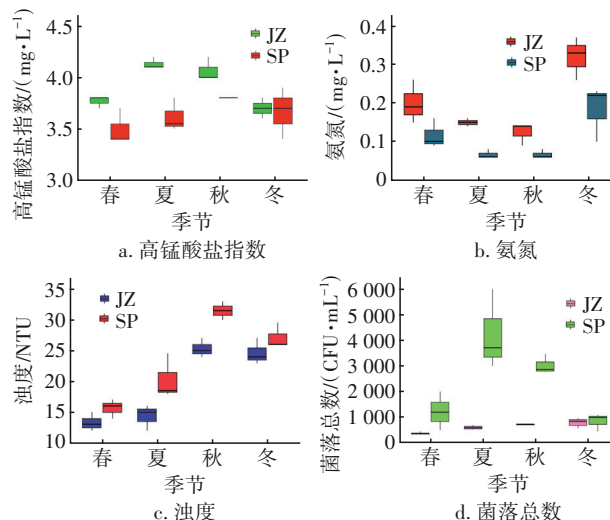 高锰酸盐指数/(mg·L⁻¹)
4.5
4.0
3.5
3.0
JZ
SP
春 夏 秋 冬
季节
a. 高锰酸盐指数
氨氮/(mg·L⁻¹)
0.4
0.3
0.2
0.1
0
JZ
SP
春 夏 秋 冬
季节
b. 氨氮
浊度/NTU
35
30
25
20
15
10
JZ
SP
春 夏 秋 冬
季节
c. 浊度
菌落总数/(CFU·mL⁻¹)
6 000
5 000
4 000
3 000
2 000
1 000
0
JZ
SP
春 夏 秋 冬
季节
d. 菌落总数